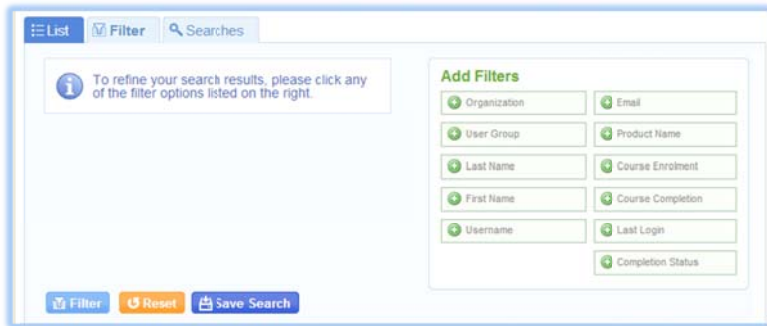 List
Filter
Searches
To refine your search results, please click any
of the filter options listed on the right.
Add Filters
Organization
Email
User Group
Product Name
Last Name
Course Enrolment
First Name
Course Completion
Username
Last Login
Completion Status
Filter
Reset
Save Search